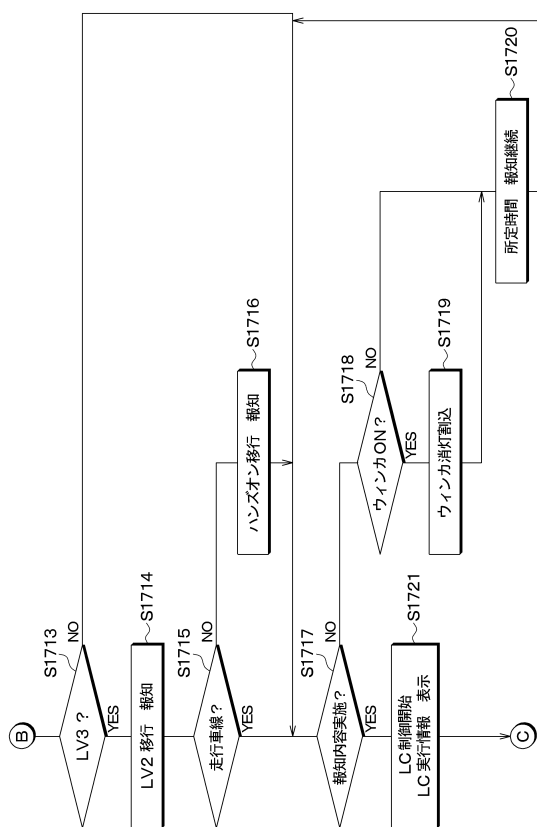 B
S1713
LV3 ?
NO
YES
S1714
LV2 移行 報知
S1715
走行車線?
NO
YES
S1716
ハンズオン移行 報知
S1717
報知内容実施?
NO
YES
S1718
ウィンカON?
NO
YES
S1719
ウィンカ消灯割込
S1720
所定時間 報知継続
S1721
LC 制御開始
LC 実行情報 表示
C